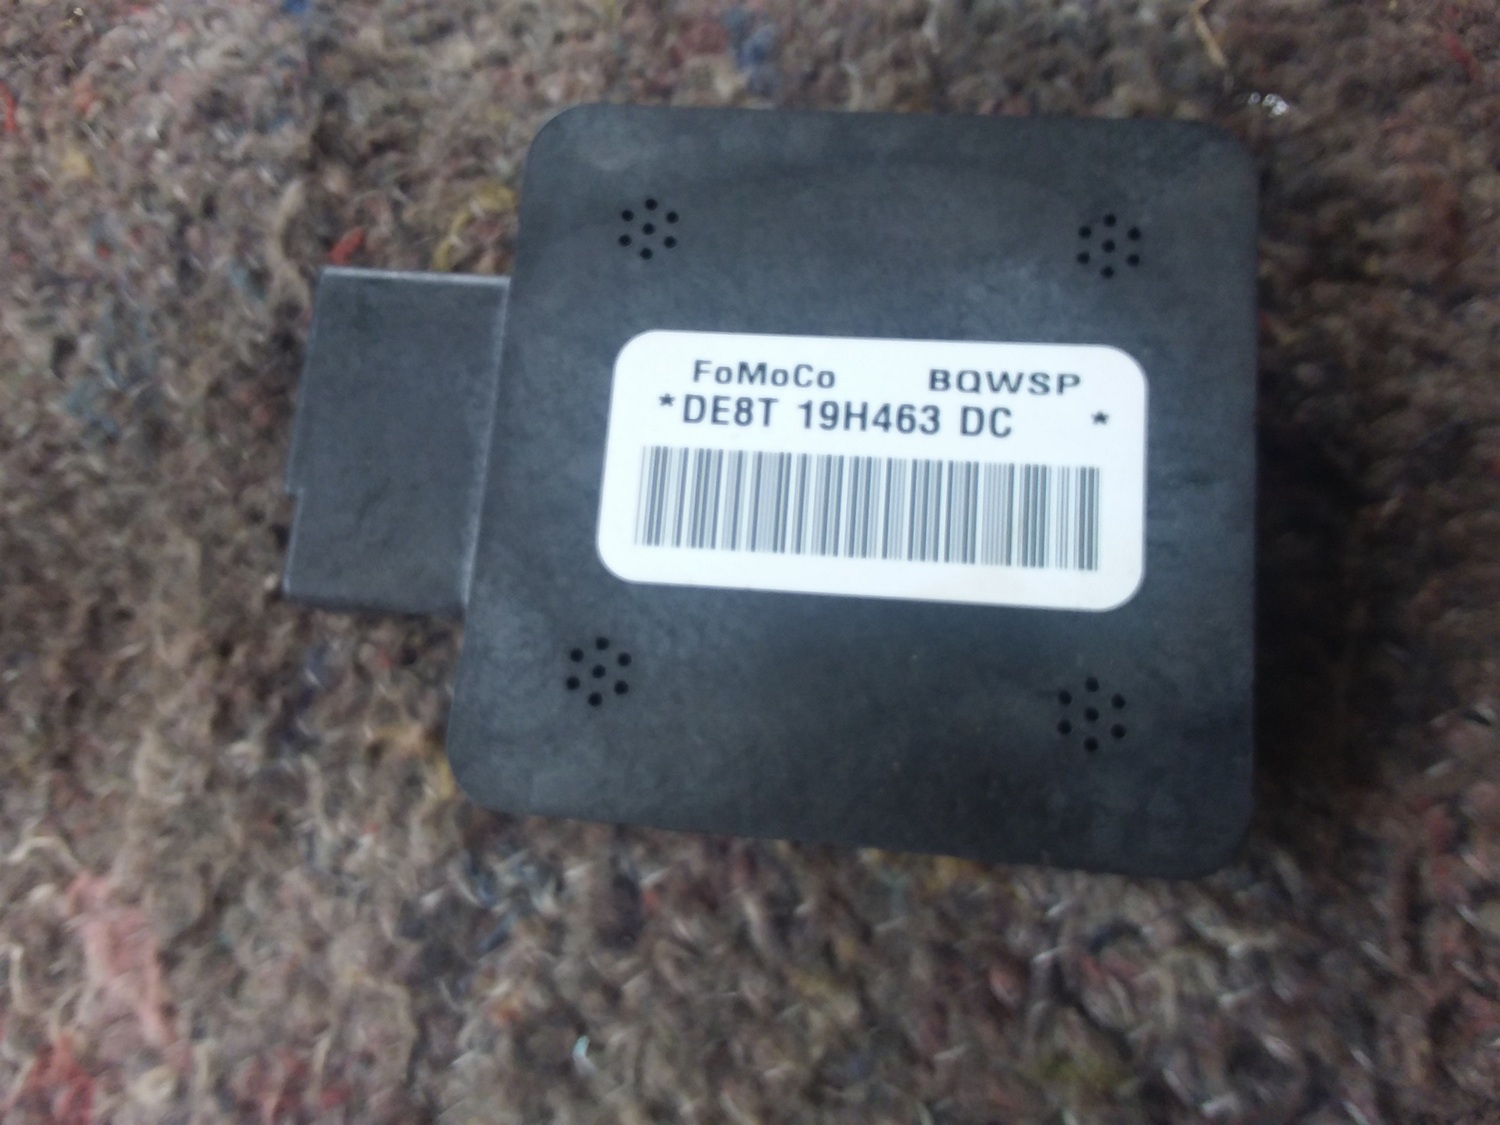 FoMoCo BQWSP
*DE8T 19H463 DC *